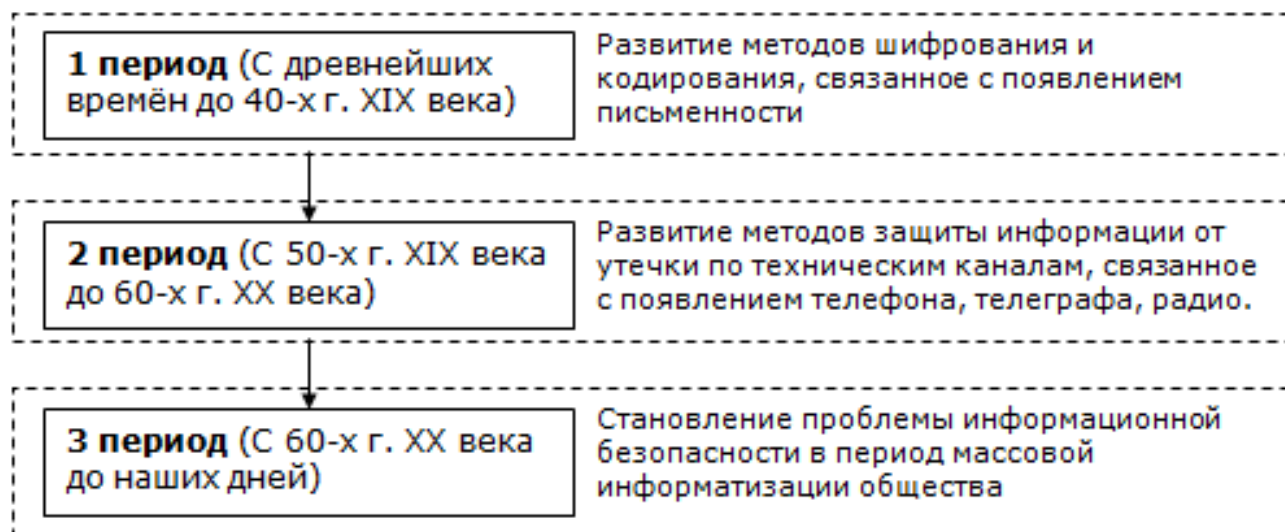 1 период (С древнейших
времён до 40-х г. XIX века)
Развитие методов шифрования и
кодирования, связанное с появлением
письменности
2 период (С 50-х г. XIX века
до 60-х г. XX века)
Развитие методов защиты информации от
утечки по техническим каналам, связанное
с появлением телефона, телеграфа, радио.
3 период (С 60-х г. XX века
до наших дней)
Становление проблемы информационной
безопасности в период массовой
информатизации общества